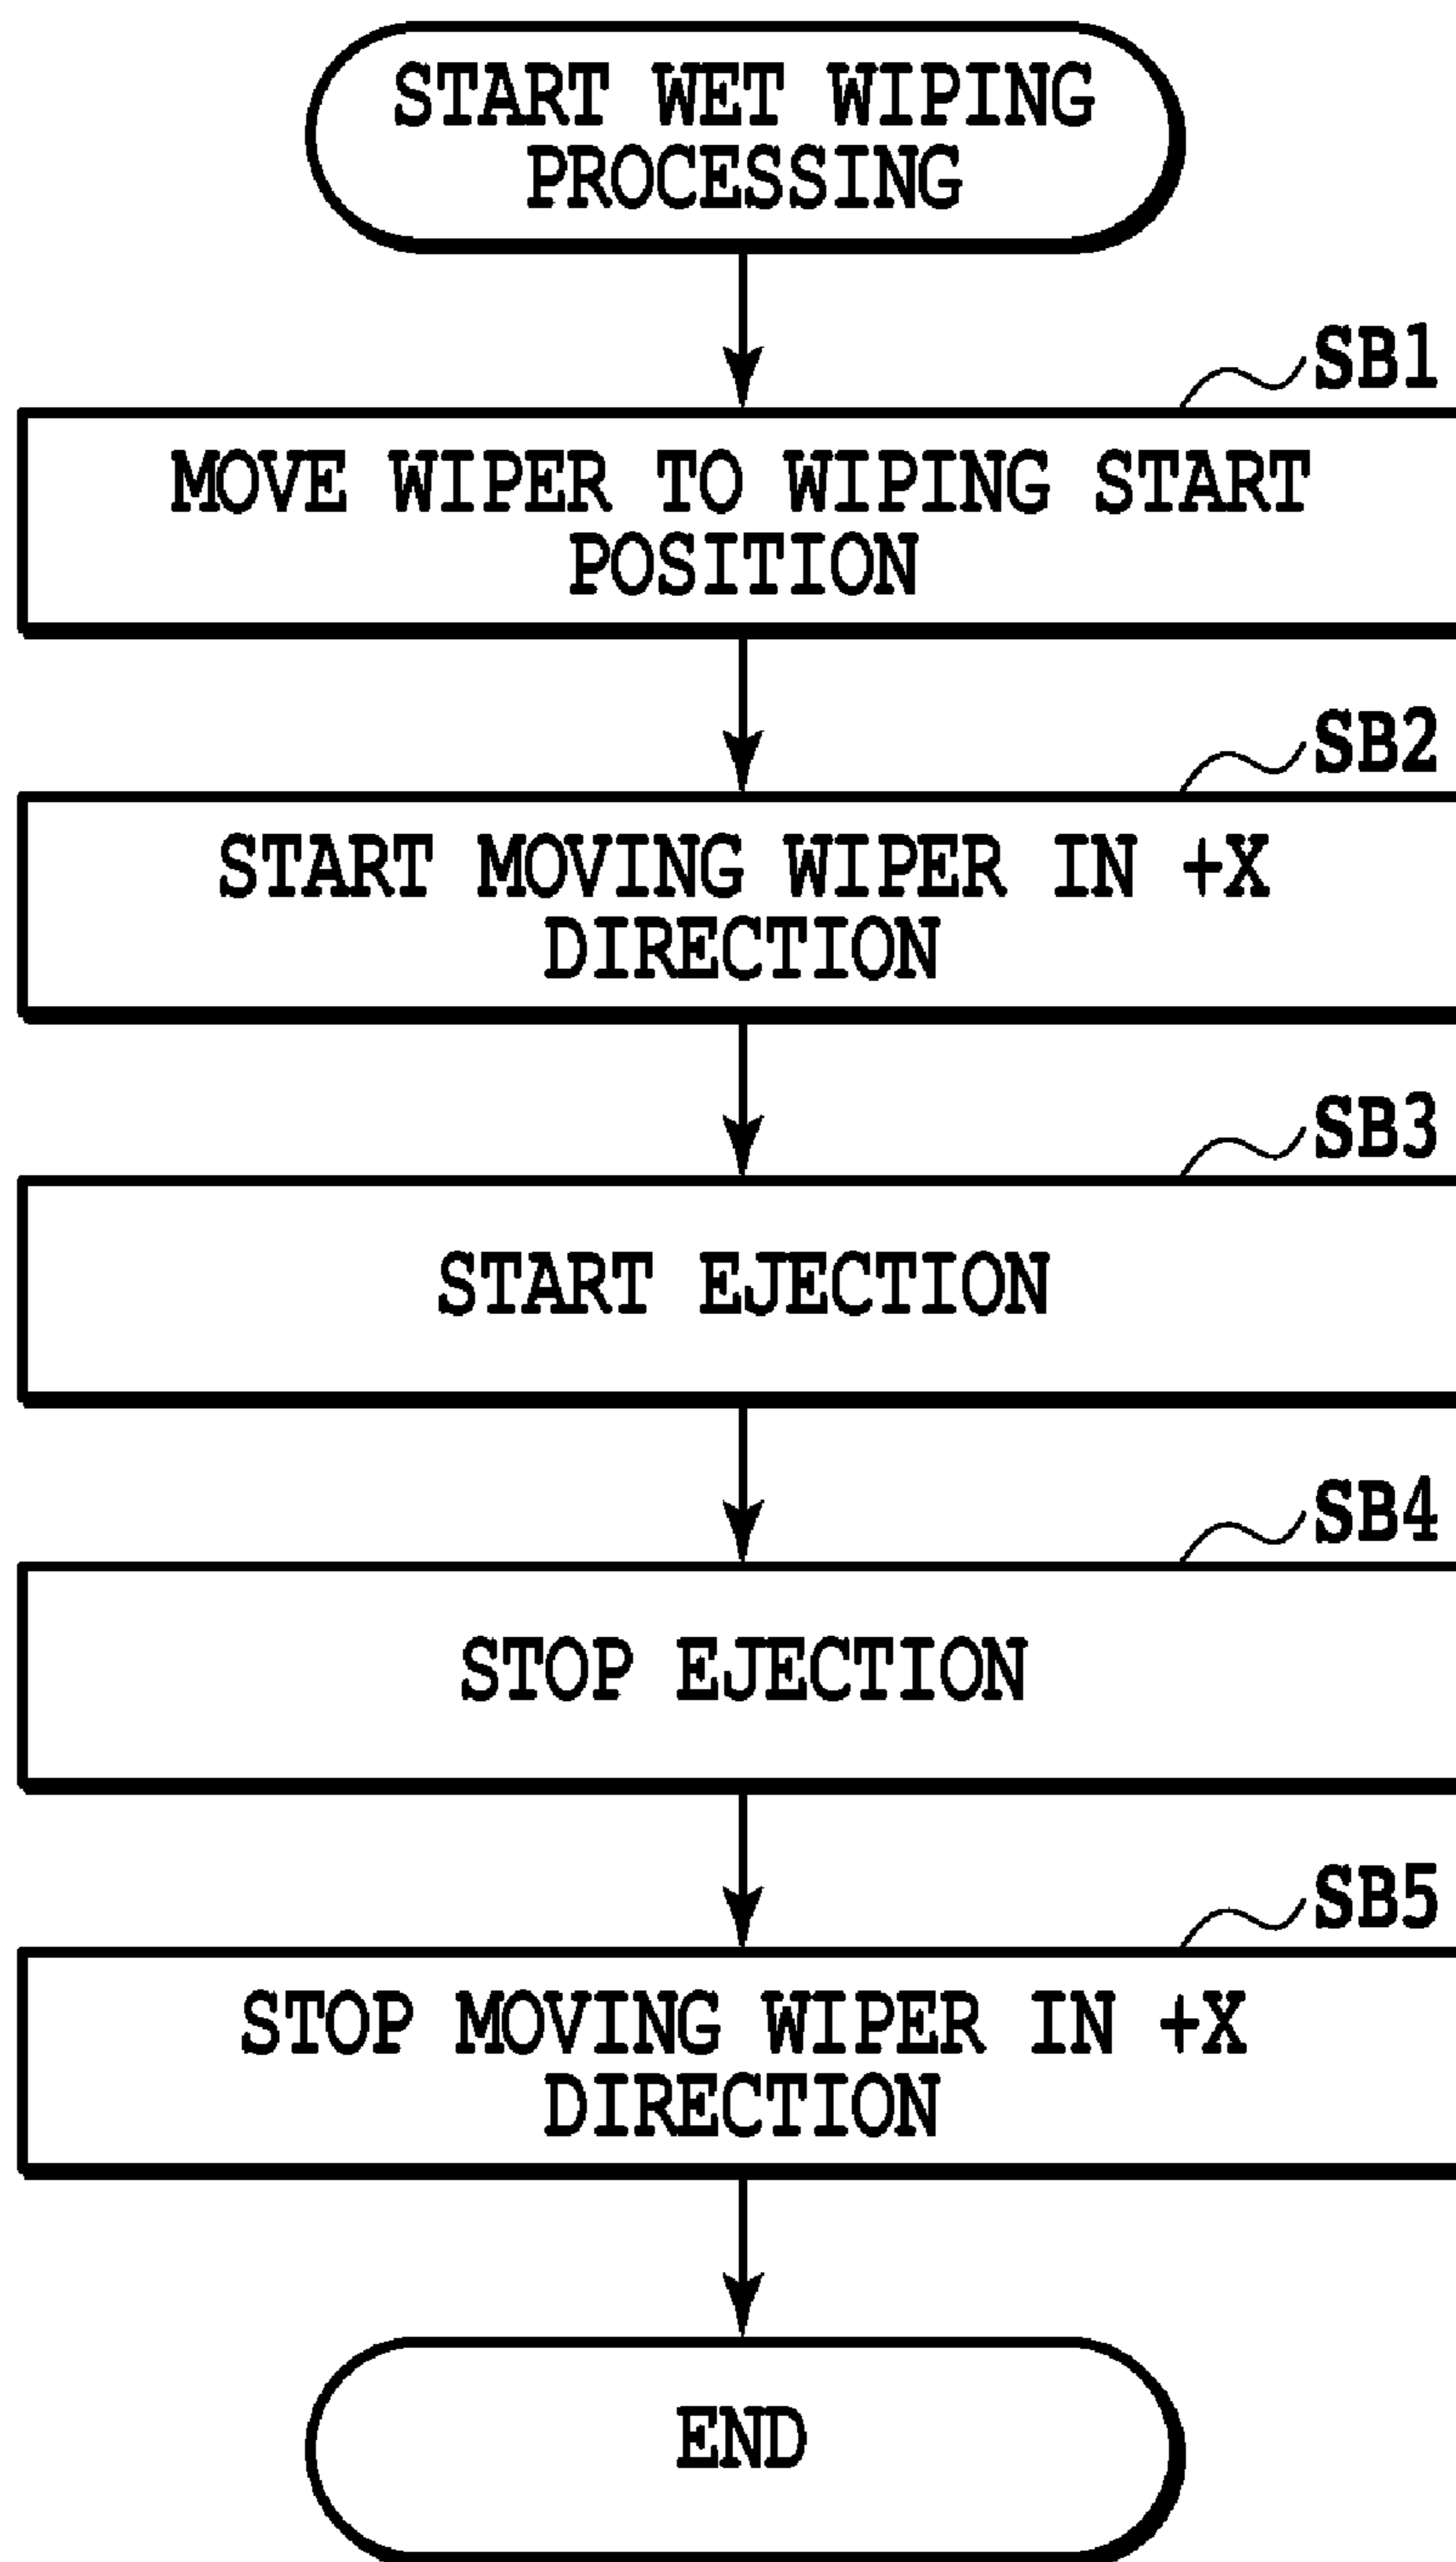 START WET WIPING
PROCESSING
SB1
MOVE WIPER TO WIPING START
POSITION
SB2
START MOVING WIPER IN +X
DIRECTION
SB3
START EJECTION
SB4
STOP EJECTION
SB5
STOP MOVING WIPER IN +X
DIRECTION
END